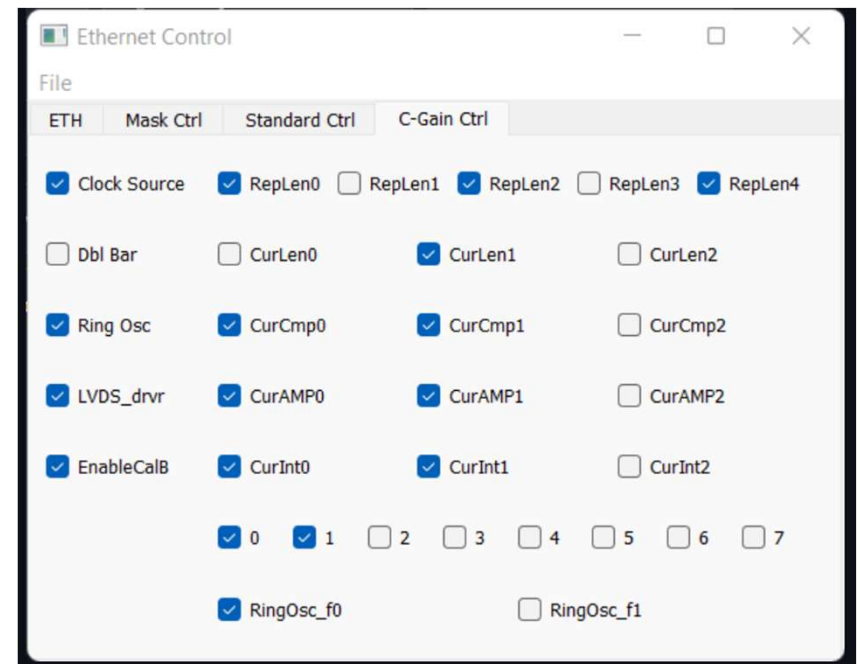 Ethernet Control
File
ETH Mask Ctrl Standard Ctrl C-Gain Ctrl
Clock Source RepLen0 RepLen1 RepLen2 RepLen3 RepLen4
Dbl Bar CurLen0 CurLen1 CurLen2
Ring Osc CurCmp0 CurCmp1 CurCmp2
LVDS_drvr CurAMP0 CurAMP1 CurAMP2
EnableCalB CurInt0 CurInt1 CurInt2
0 1 2 3 4 5 6 7
RingOsc_f0 RingOsc_f1